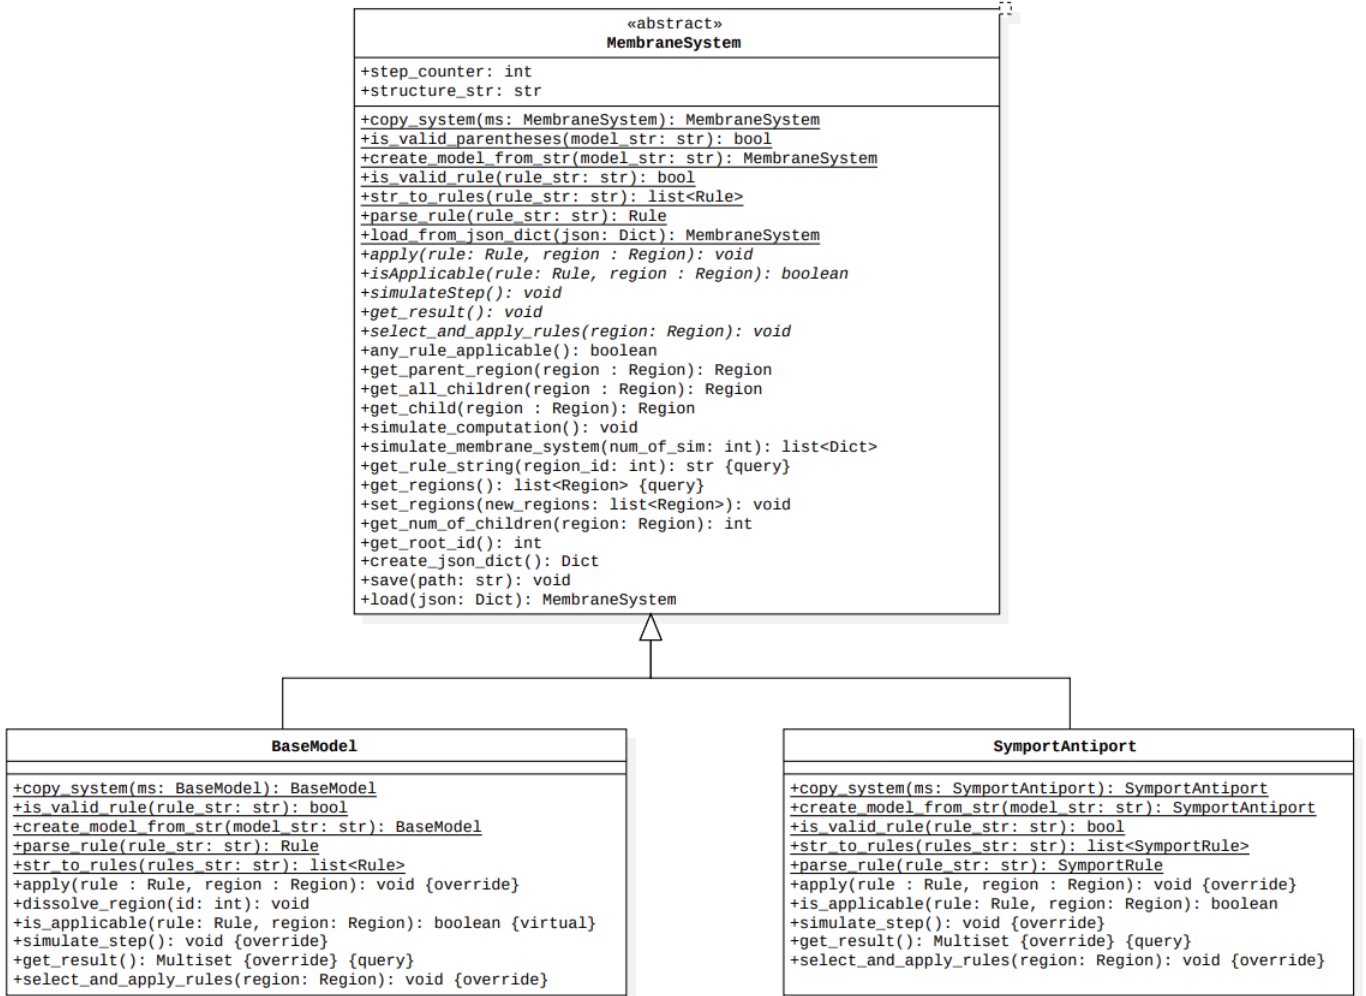 «abstract»
MembraneSystem
+step_counter: int
+structure_str: str
+copy_system(ms: MembraneSystem): MembraneSystem
+is_valid_parentheses(model_str: str): bool
+create_model_from_str(model_str: str): MembraneSystem
+is_valid_rule(rule_str: str): bool
+str_to_rules(rule_str: str): list<Rule>
+parse_rule(rule_str: str): Rule
+load_from_json_dict(json: Dict): MembraneSystem
+apply(rule: Rule, region : Region): void
+isApplicable(rule: Rule, region : Region): boolean
+simulateStep(): void
+get_result(): void
+select_and_apply_rules(region: Region): void
+any_rule_applicable(): boolean
+get_parent_region(region : Region): Region
+get_all_children(region : Region): Region
+get_child(region : Region): Region
+simulate_computation(): void
+simulate_membrane_system(num_of_sim: int): list<Dict>
+get_rule_string(region_id: int): str {query}
+get_regions(): list<Region> {query}
+set_regions(new_regions: list<Region>): void
+get_num_of_children(region: Region): int
+get_root_id(): int
+create_json_dict(): Dict
+save(path: str): void
+load(json: Dict): MembraneSystem
BaseModel
+copy_system(ms: BaseModel): BaseModel
+is_valid_rule(rule_str: str): bool
+create_model_from_str(model_str: str): BaseModel
+parse_rule(rule_str: str): Rule
+str_to_rules(rules_str: str): list<Rule>
+apply(rule : Rule, region : Region): void {override}
+dissolve_region(id: int): void
+is_applicable(rule: Rule, region: Region): boolean {virtual}
+simulate_step(): void {override}
+get_result(): Multiset {override} {query}
+select_and_apply_rules(region: Region): void {override}
SymportAntiport
+copy_system(ms: SymportAntiport): SymportAntiport
+create_model_from_str(model_str: str): SymportAntiport
+is_valid_rule(rule_str: str): bool
+str_to_rules(rules_str: str): list<SymportRule>
+parse_rule(rule_str: str): SymportRule
+apply(rule : Rule, region : Region): void {override}
+is_applicable(rule: Rule, region: Region): boolean
+simulate_step(): void {override}
+get_result(): Multiset {override} {query}
+select_and_apply_rules(region: Region): void {override}